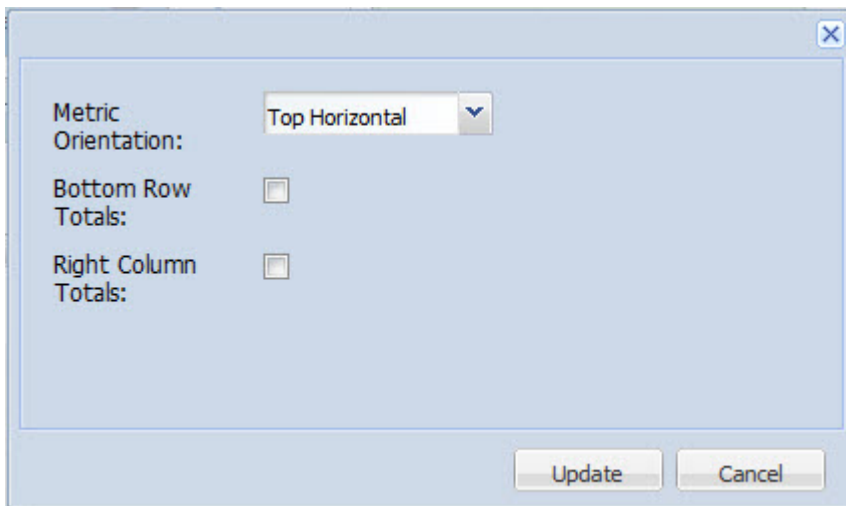 Metric
Orientation:
Top Horizontal
Bottom Row
Totals:
Right Column
Totals:
Update
Cancel